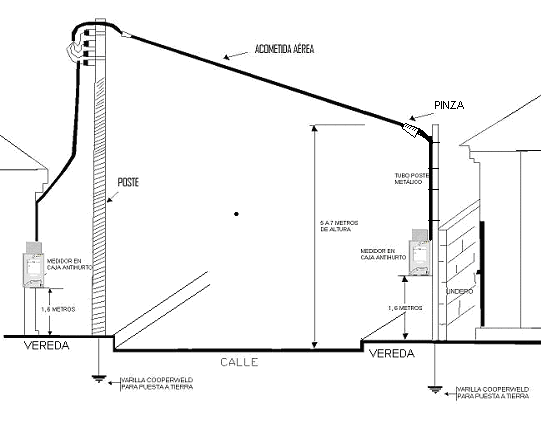 ACOMETIDA AÉREA
PINZA
TUBO POSTE
METÁLICO
POSTE
5 A 7 METROS
DE ALTURA
MEDIDOR EN
CAJA ANTIHURTO
MEDIDOR EN
CAJA ANTIHURTO
LINDERO
1, 6 METROS
1, 6 METROS
VEREDA
CALLE
VEREDA
VARILLA COOPERWELD
PARA PUESTA A TIERRA
VARILLA COOPERWELD
PARA PUESTA A TIERRA